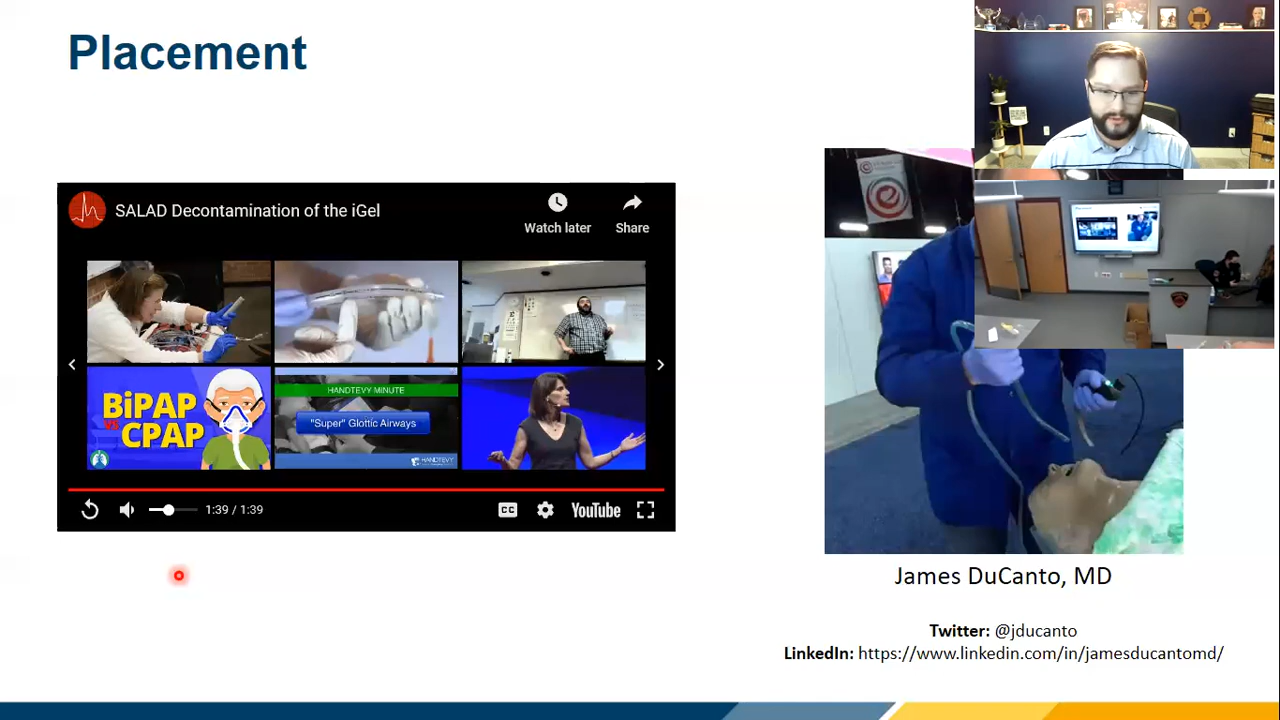 Placement
SALAD Decontamination of the iGel
Watch later
Share
BiPAP
vs
CPAP
HANDTEVY MINUTE
"Super" Glottic Airways
HANDTEVY
1:39 / 1:39
CC
YouTube
James DuCanto, MD
Twitter: @jducanto
LinkedIn: https://www.linkedin.com/in/jamesducantomd/